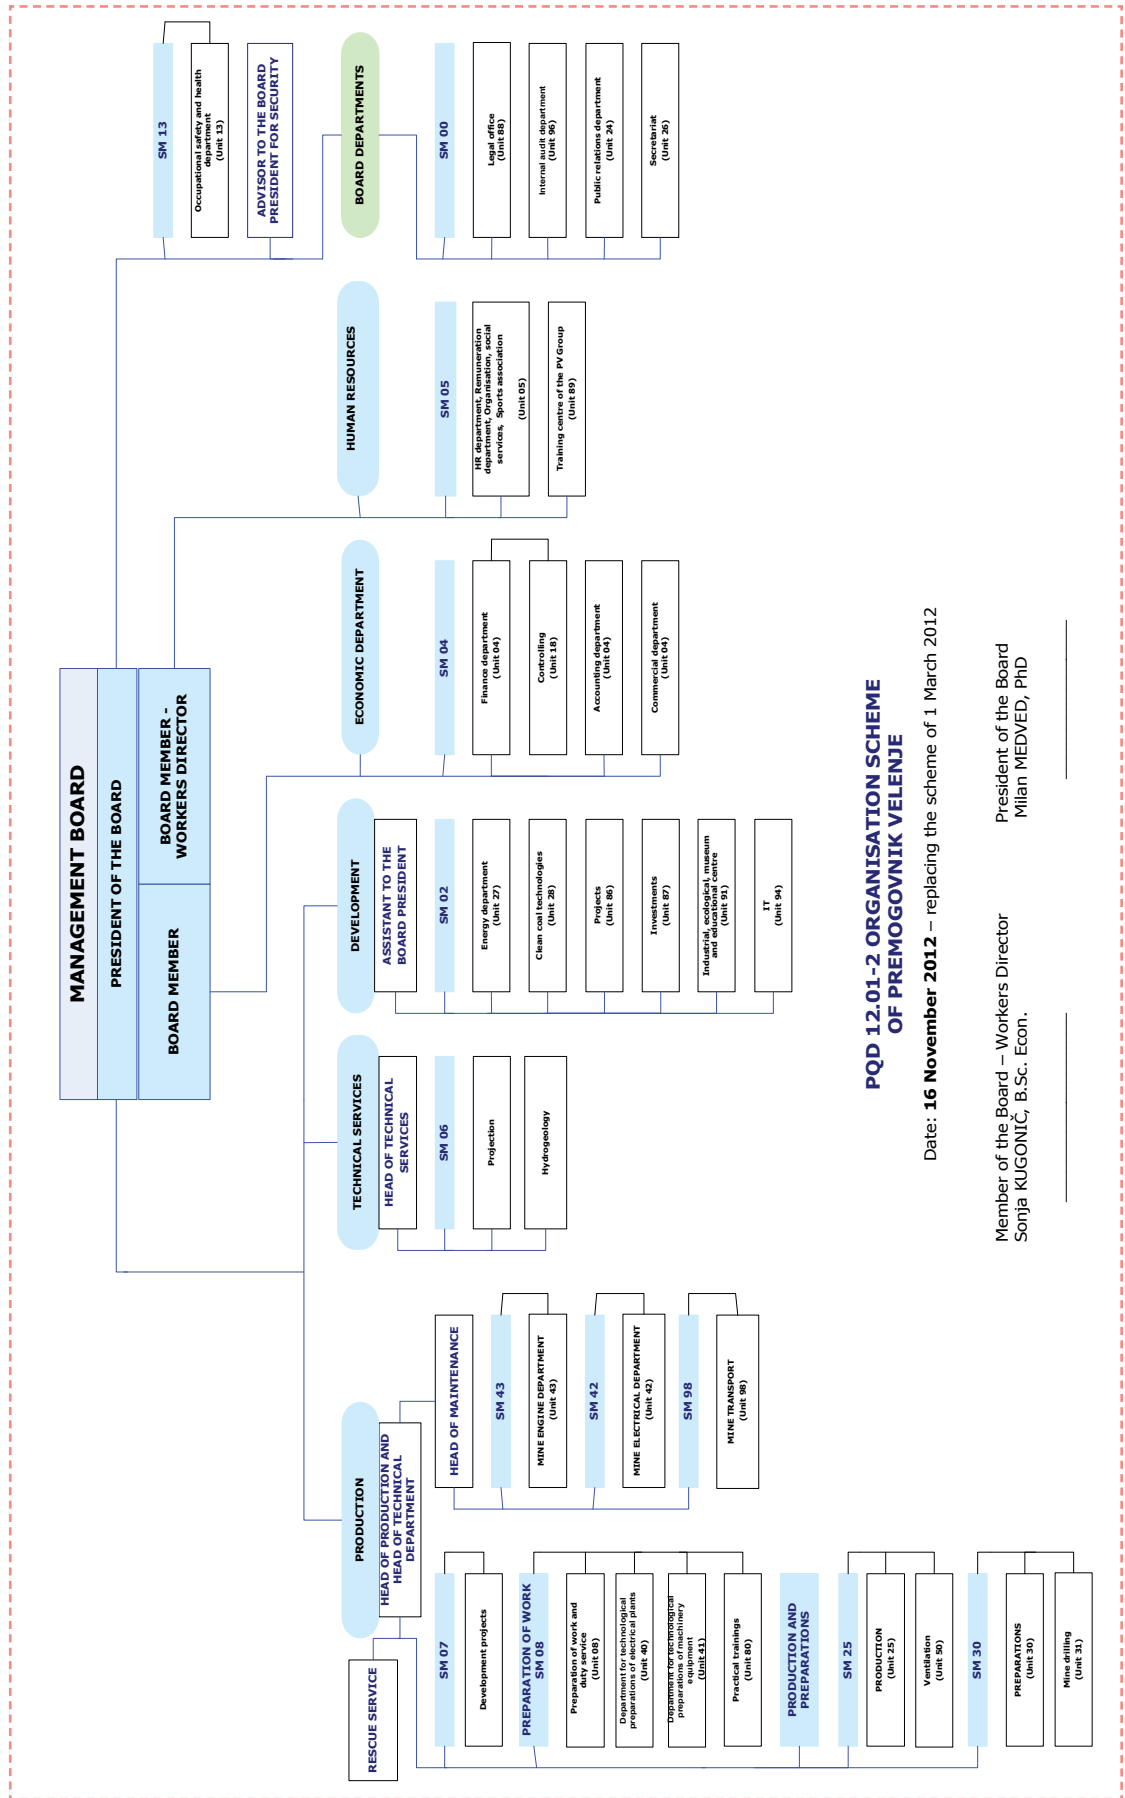 MANAGEMENT BOARD
PRESIDENT OF THE BOARD
BOARD MEMBER
BOARD MEMBER -
WORKERS DIRECTOR
RESCUE SERVICE
PRODUCTION
HEAD OF PRODUCTION AND
HEAD OF TECHNICAL
DEPARTMENT
SM 07
Development projects
PREPARATION OF WORK
SM 08
Preparation of work and
duty service
(Unit 08)
Department for technological
preparations of electrical plants
(Unit 40)
Department for technological
preparations of machinery
equipment
(Unit 41)
Practical trainings
(Unit 80)
PRODUCTION AND
PREPARATIONS
SM 25
PRODUCTION
(Unit 25)
Ventilation
(Unit 50)
SM 30
PREPARATIONS
(Unit 30)
Mine drilling
(Unit 31)
HEAD OF MAINTENANCE
SM 43
MINE ENGINE DEPARTMENT
(Unit 43)
SM 42
MINE ELECTRICAL DEPARTMENT
(Unit 42)
SM 98
MINE TRANSPORT
(Unit 98)
TECHNICAL SERVICES
HEAD OF TECHNICAL
SERVICES
SM 06
Projection
Hydrogeology
DEVELOPMENT
ASSISTANT TO THE
BOARD PRESIDENT
SM 02
Energy department
(Unit 27)
Clean coal technologies
(Unit 28)
Projects
(Unit 86)
Investments
(Unit 87)
Industrial, ecological, museum
and educational centre
(Unit 91)
IT
(Unit 94)
ECONOMIC DEPARTMENT
SM 04
Finance department
(Unit 04)
Controlling
(Unit 18)
Accounting department
(Unit 04)
Commercial department
(Unit 04)
HUMAN RESOURCES
SM 05
HR department, Remuneration
department, Organisation, social
services, Sports association
(Unit 05)
Training centre of the PV Group
(Unit 89)
SM 13
Occupational safety and health
department
(Unit 13)
ADVISOR TO THE BOARD
PRESIDENT FOR SECURITY
BOARD DEPARTMENTS
SM 00
Legal office
(Unit 88)
Internal audit department
(Unit 96)
Public relations department
(Unit 24)
Secretariat
(Unit 26)
PQD 12.01-2 ORGANISATION SCHEME
OF PREMOGOVNIK VELENJE
Date: 16 November 2012 – replacing the scheme of 1 March 2012
Member of the Board – Workers Director
Sonja KUGONIČ, B.Sc. Econ.
President of the Board
Milan MEDVED, PhD